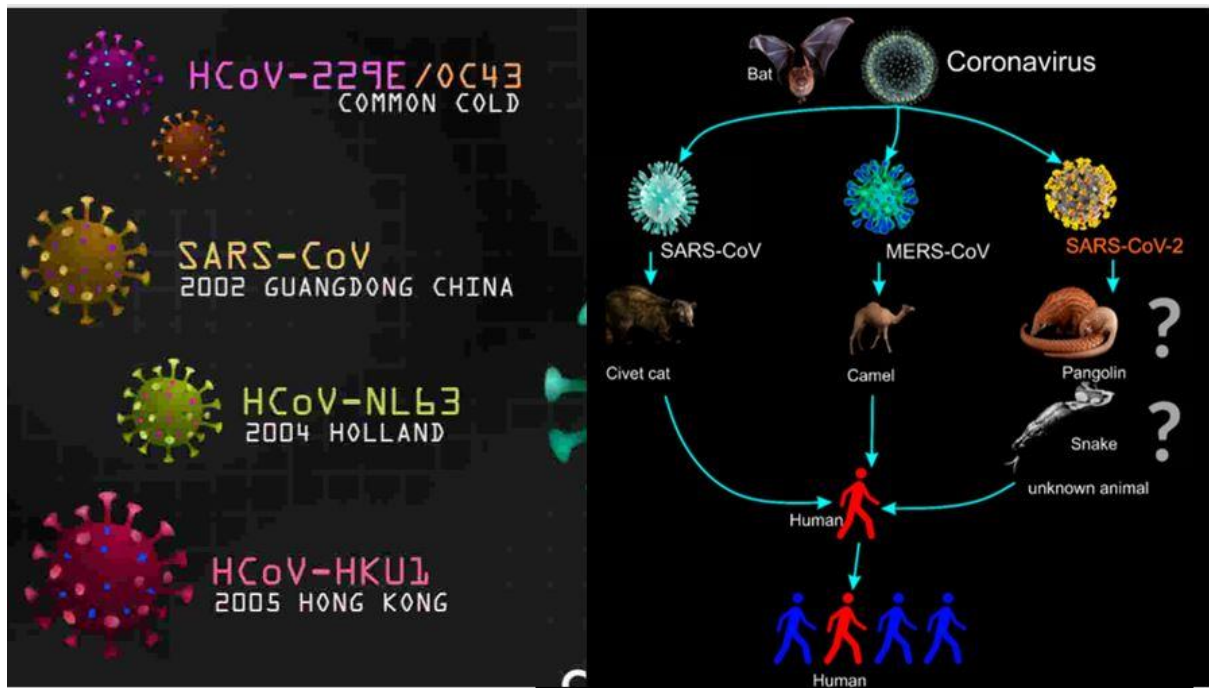 HCoV-229E/OC43
COMMON COLD
SARS-CoV
2002 GUANGDONG CHINA
HCoV-NL63
2004 HOLLAND
HCoV-HKU1
2005 HONG KONG
Bat
Coronavirus
SARS-CoV
MERS-CoV
SARS-CoV-2
Civet cat
Camel
Pangolin
?
Snake
?
unknown animal
Human
Human